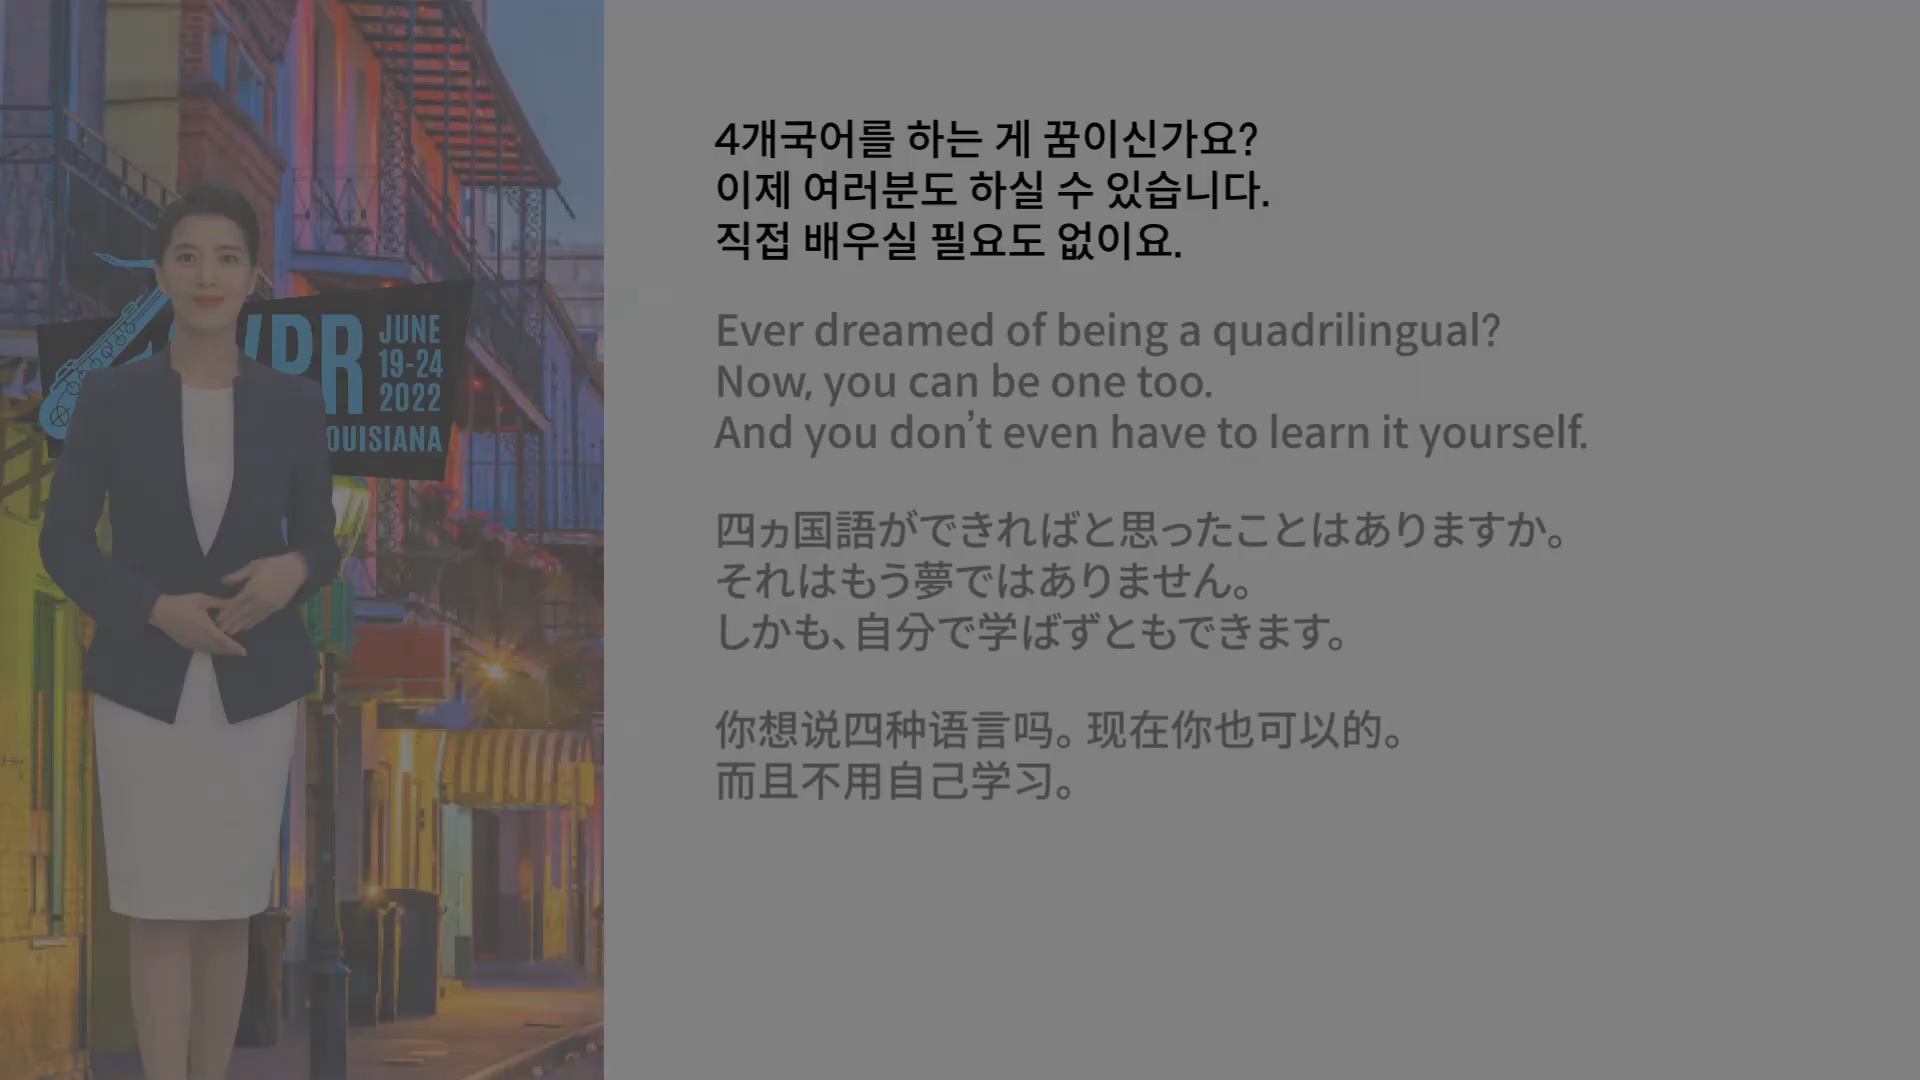 VPR
JUNE
19-24
2022
OUISIANA
4개국어를 하는 게 꿈이신가요?
이제 여러분도 하실 수 있습니다.
직접 배우실 필요도 없이요.
Ever dreamed of being a quadrilingual?
Now, you can be one too.
And you don’t even have to learn it yourself.
四ヵ国語ができればと思ったことはありますか。
それはもう夢ではありません。
しかも、自分で学ばずともできます。
你想说四种语言吗。现在你也可以的。
而且不用自己学习。